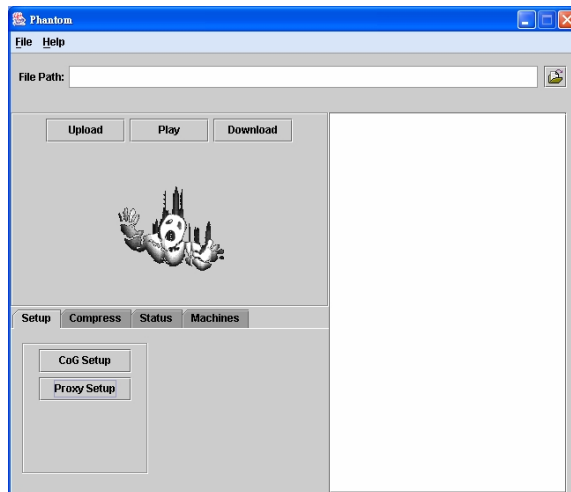 Phantom
File Help
File Path:
Upload Play Download
Setup Compress Status Machines
CoG Setup
Proxy Setup